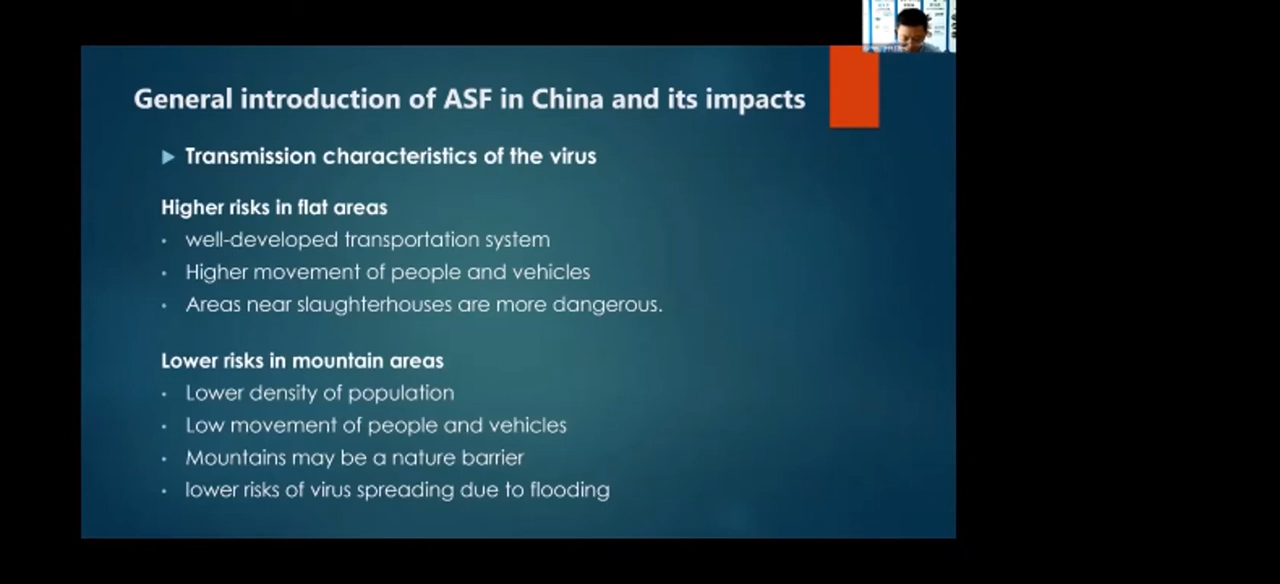 General introduction of ASF in China and its impacts
Transmission characteristics of the virus
Higher risks in flat areas
well-developed transportation system
Higher movement of people and vehicles
Areas near slaughterhouses are more dangerous.
Lower risks in mountain areas
Lower density of population
Low movement of people and vehicles
Mountains may be a nature barrier
lower risks of virus spreading due to flooding